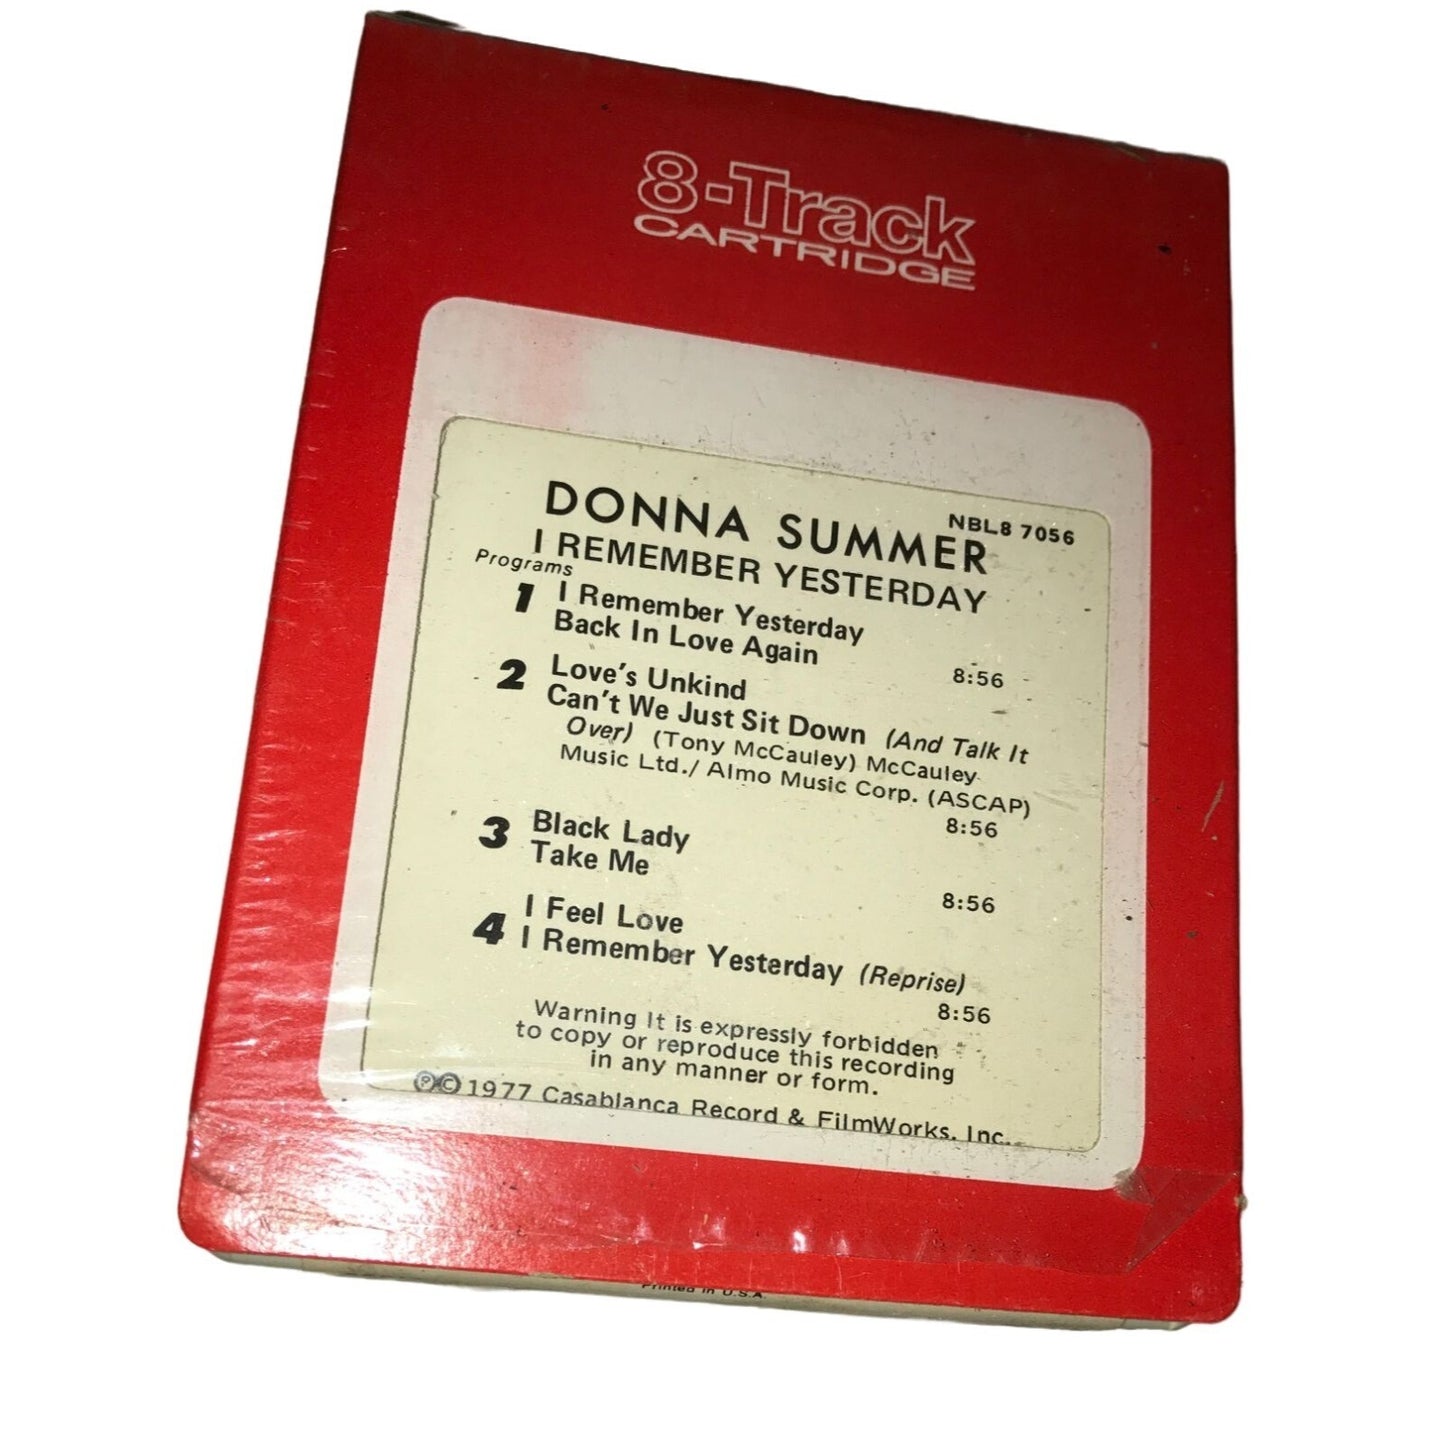 8-Track
CARTRIDGE
NBL8 7056
DONNA SUMMER
I REMEMBER YESTERDAY
Programs
1 I Remember Yesterday
Back In Love Again
8:56
2 Love's Unkind
Can't We Just Sit Down (And Talk It
Over) (Tony McCauley) McCauley
Music Ltd./ Almo Music Corp. (ASCAP)
8:56
3 Black Lady
Take Me
8:56
4 I Feel Love
I Remember Yesterday (Reprise)
8:56
Warning It is expressly forbidden
to copy or reproduce this recording
in any manner or form.
℗©1977 Casablanca Record & FilmWorks, Inc.
Printed in U.S.A.